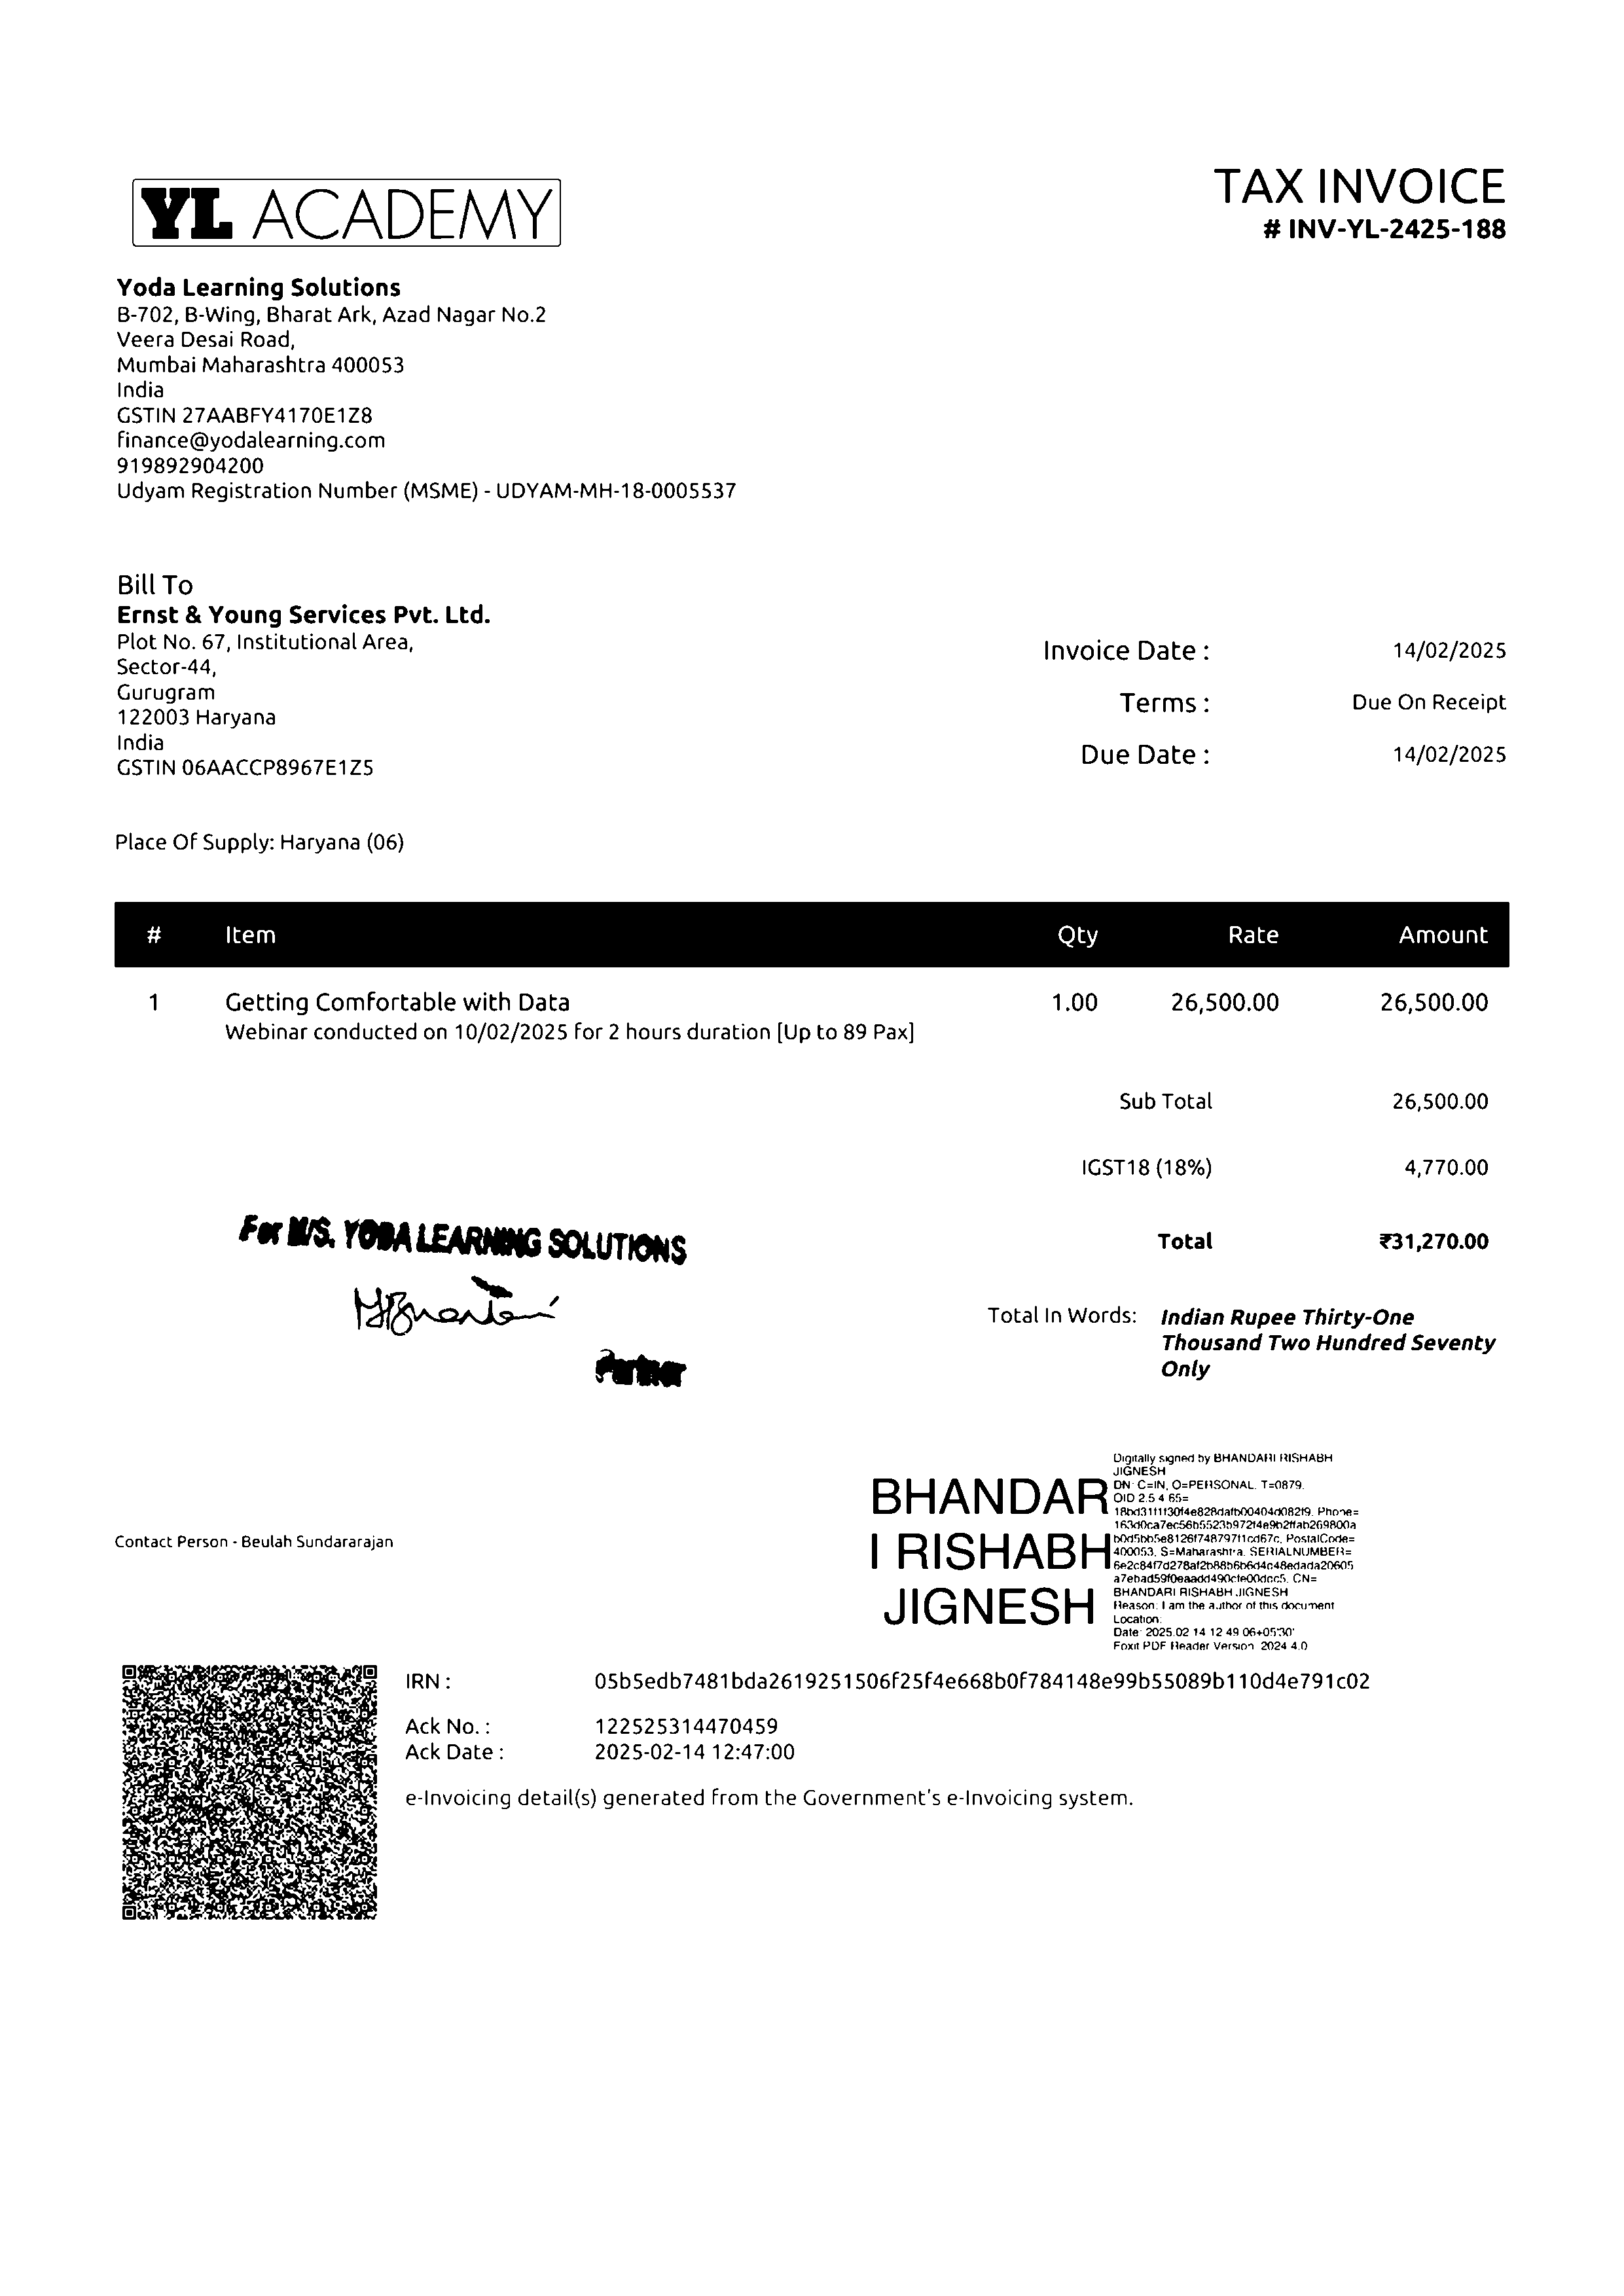 YL ACADEMY
TAX INVOICE
# INV-YL-2425-188
Yoda Learning Solutions
B-702, B-Wing, Bharat Ark, Azad Nagar No.2
Veera Desai Road,
Mumbai Maharashtra 400053
India
GSTIN 27AABFY4170E1Z8
finance@yodalearning.com
919892904200
Udyam Registration Number (MSME) - UDYAM-MH-18-0005537
Bill To
Ernst & Young Services Pvt. Ltd.
Plot No. 67, Institutional Area,
Sector-44,
Gurugram
122003 Haryana
India
GSTIN 06AACCP8967E1Z5
Invoice Date : 14/02/2025
Terms : Due On Receipt
Due Date : 14/02/2025
Place Of Supply: Haryana (06)
# Item Qty Rate Amount
1 Getting Comfortable with Data 1.00 26,500.00 26,500.00
Webinar conducted on 10/02/2025 for 2 hours duration [Up to 89 Pax]
Sub Total 26,500.00
IGST18 (18%) 4,770.00
Total ₹31,270.00
For M/S. YODA LEARNING SOLUTIONS
Partner
Total In Words: Indian Rupee Thirty-One
Thousand Two Hundred Seventy
Only
Contact Person - Beulah Sundararajan
BHANDAR
I RISHABH
JIGNESH
Digitally signed by BHANDARI RISHABH
JIGNESH
DN: C=IN, O=PERSONAL, T=0879,
OID.2.5.4.65=
Phone=
PostalCode=
400053, S=Maharashtra, SERIALNUMBER=
CN=
BHANDARI RISHABH JIGNESH
Reason: I am the author of this document
Location:
Date: 2025.02.14 12:49:06+05'30'
Foxit PDF Reader Version: 2024.4.0
IRN : 05b5edb7481bda2619251506f25f4e668b0f784148e99b55089b110d4e791c02
Ack No. : 122525314470459
Ack Date : 2025-02-14 12:47:00
e-Invoicing detail(s) generated from the Government's e-Invoicing system.